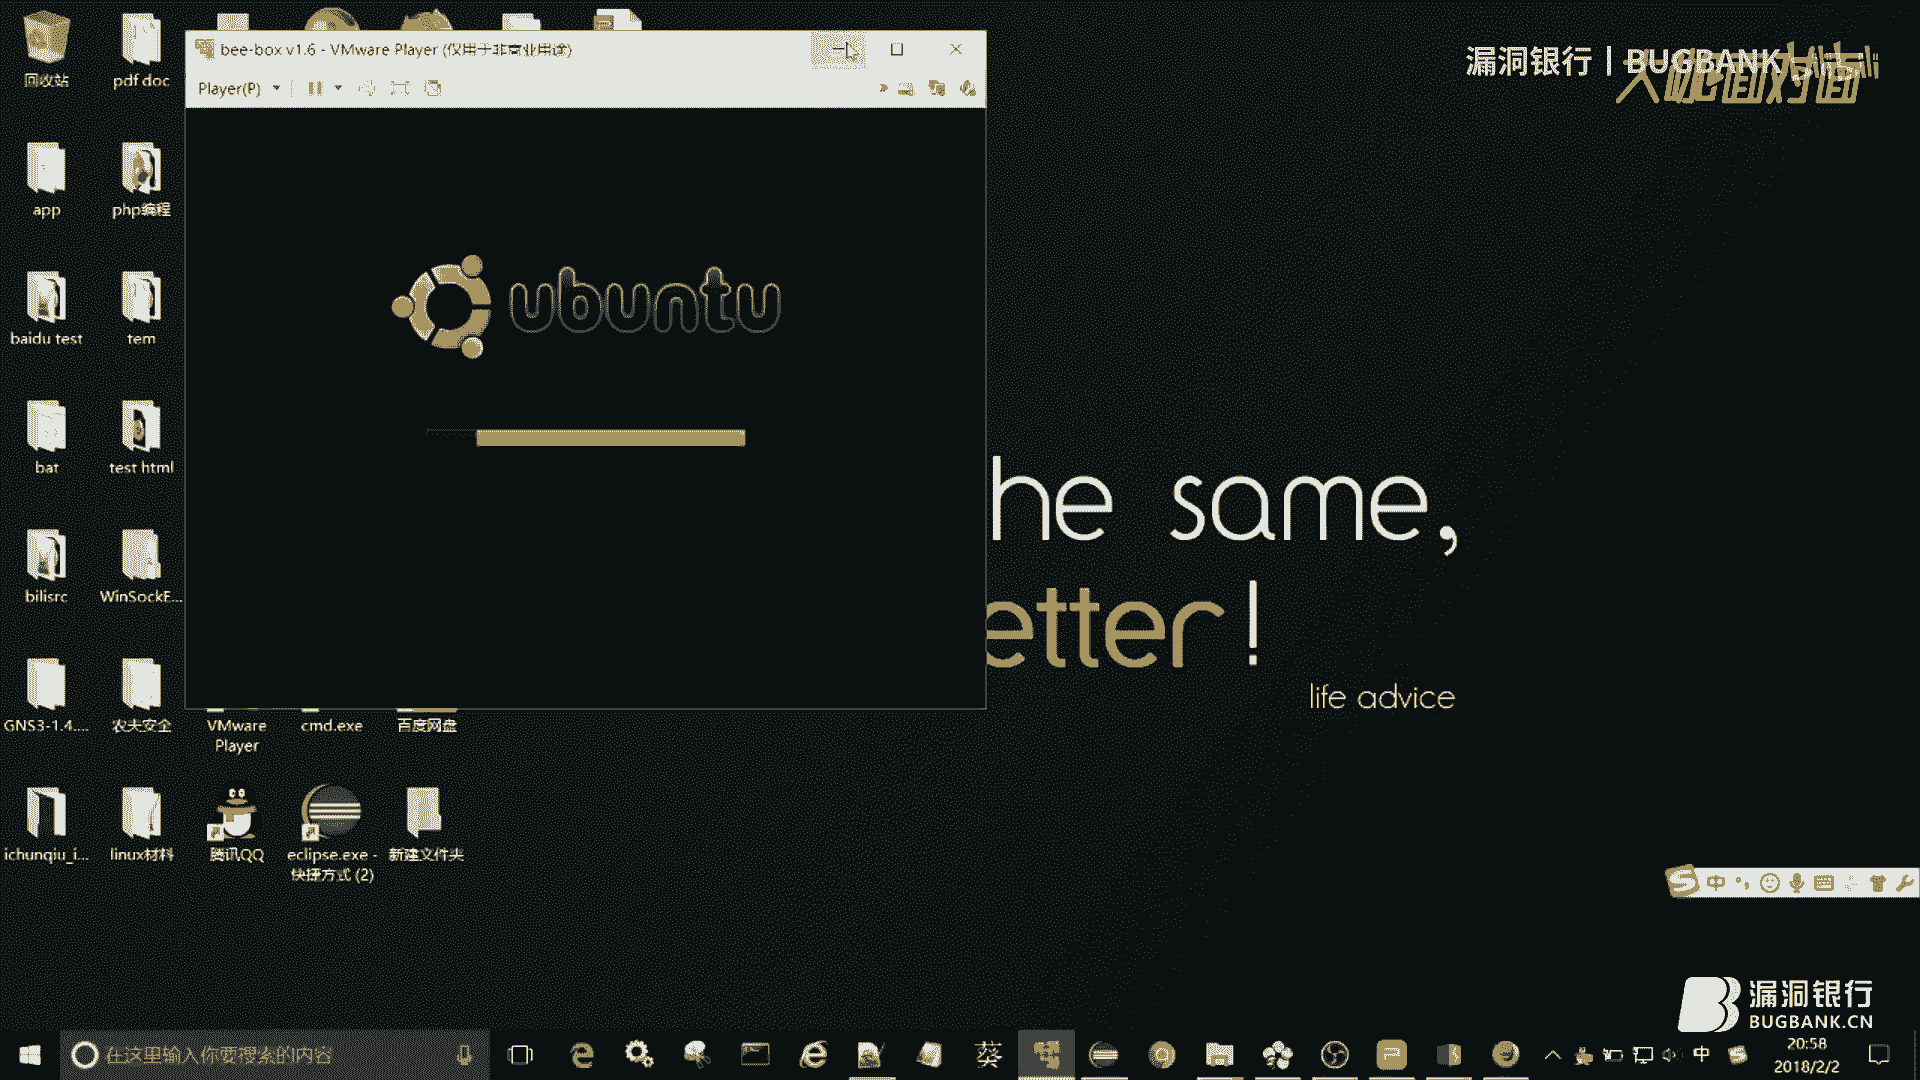 bee-box v1.6 - VMware Player (仅用于非商业用途)
Player(P)
漏洞银行 | BUGBANK
大咖面对面
回收站
pdf doc
app
php编程
ubuntu
baidu test
tem
bat
test html
he same,
etter!
life advice
bilisrc
WinSockE...
GNS3-1.4....
农夫安全
VMware
Player
cmd.exe
百度网盘
ichunqiu_i...
linux材料
腾讯QQ
eclipse.exe -
快捷方式 (2)
新建文件夹
中
漏洞银行
BUGBANK.CN
在这里输入你要搜索的内容
葵
中
20:58
2018/2/2